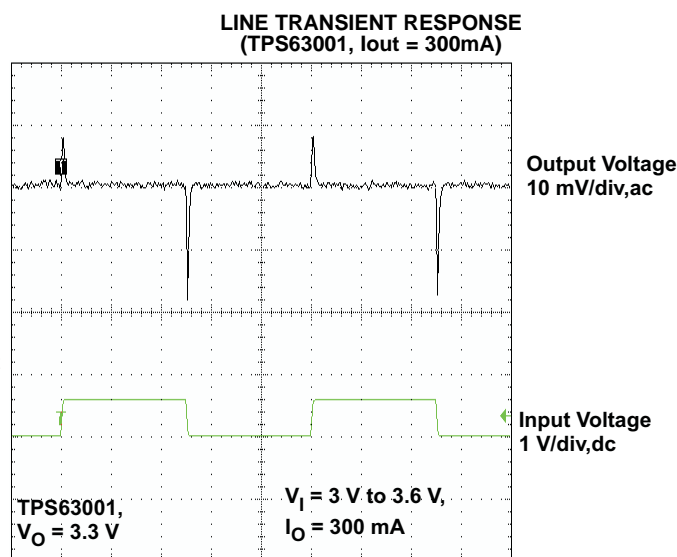 LINE TRANSIENT RESPONSE
(TPS63001, Iout = 300mA)
Output Voltage
10 mV/div,ac
Input Voltage
1 V/div,dc
TPS63001,
VO = 3.3 V
VI = 3 V to 3.6 V,
IO = 300 mA